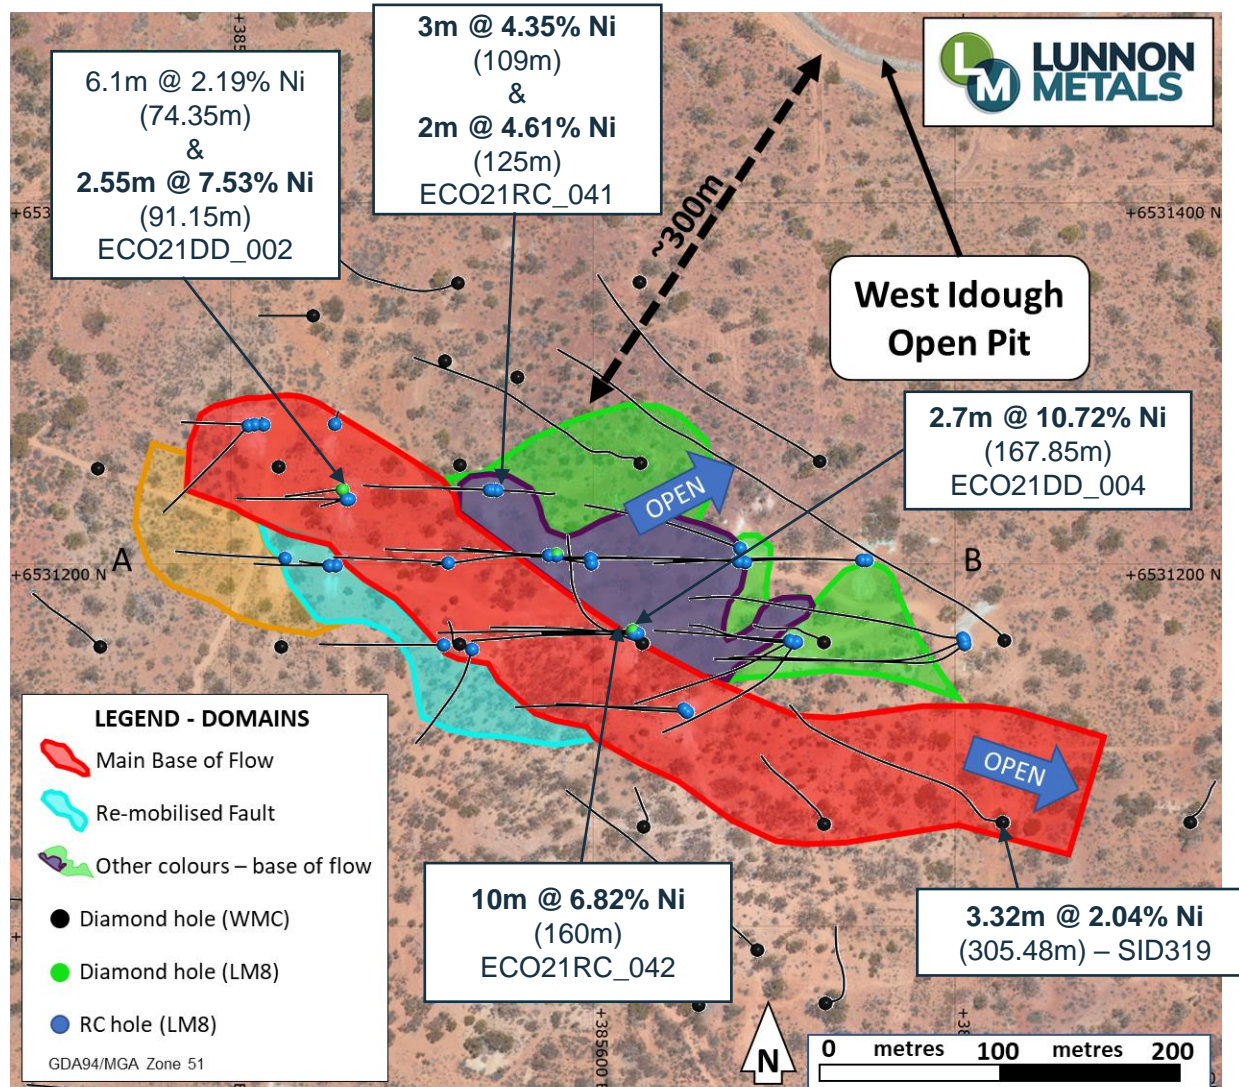 3m @ 4.35% Ni
(109m)
&
2m @ 4.61% Ni
(125m)
ECO21RC_041
6.1m @ 2.19% Ni
(74.35m)
&
2.55m @ 7.53% Ni
(91.15m)
ECO21DD_002
LM
LUNNON
METALS
+385
+653
+6531400 N
~300m
West Idough
Open Pit
2.7m @ 10.72% Ni
(167.85m)
ECO21DD_004
OPEN
A
B
+6531200 N
+6531200 N
OPEN
LEGEND - DOMAINS
Main Base of Flow
Re-mobilised Fault
Other colours – base of flow
Diamond hole (WMC)
Diamond hole (LM8)
RC hole (LM8)
GDA94/MGA Zone 51
10m @ 6.82% Ni
(160m)
ECO21RC_042
3.32m @ 2.04% Ni
(305.48m) – SID319
+385600 E
+38
N
0 metres 100 metres 200